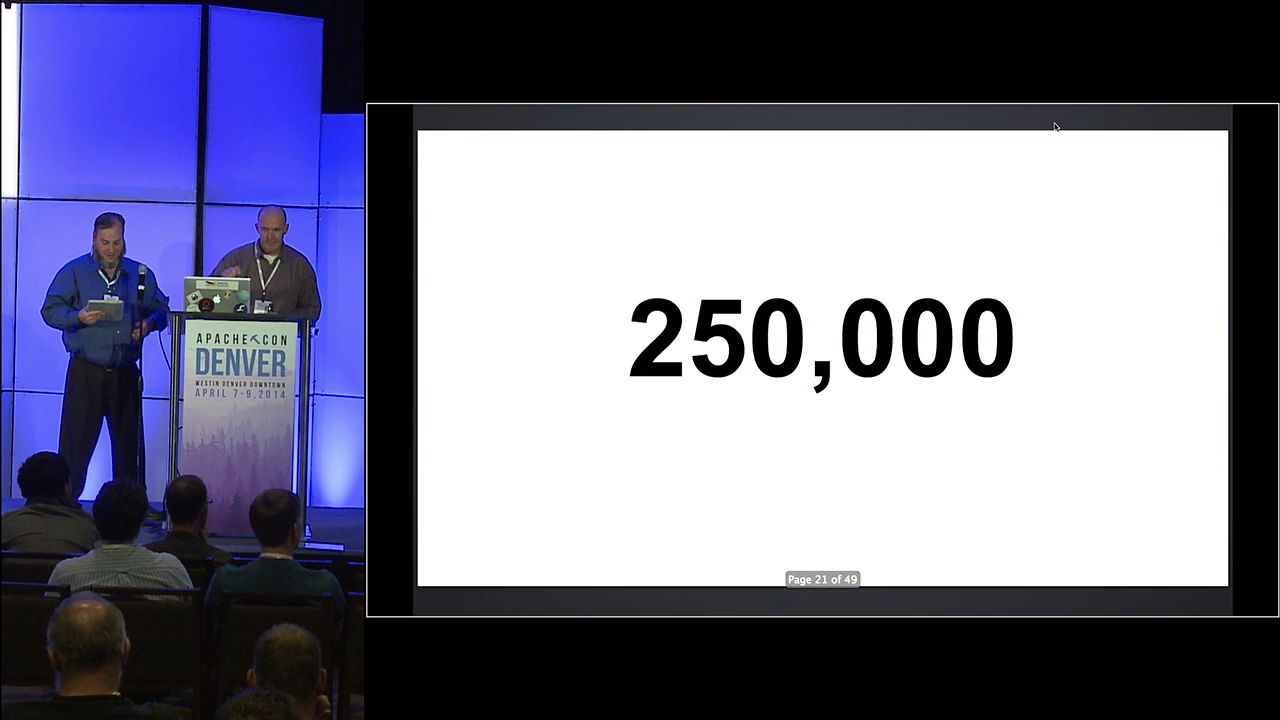 APACHE CON
DENVER
WESTIN DENVER DOWNTOWN
APRIL 7-9, 2014
250,000
Page 21 of 49